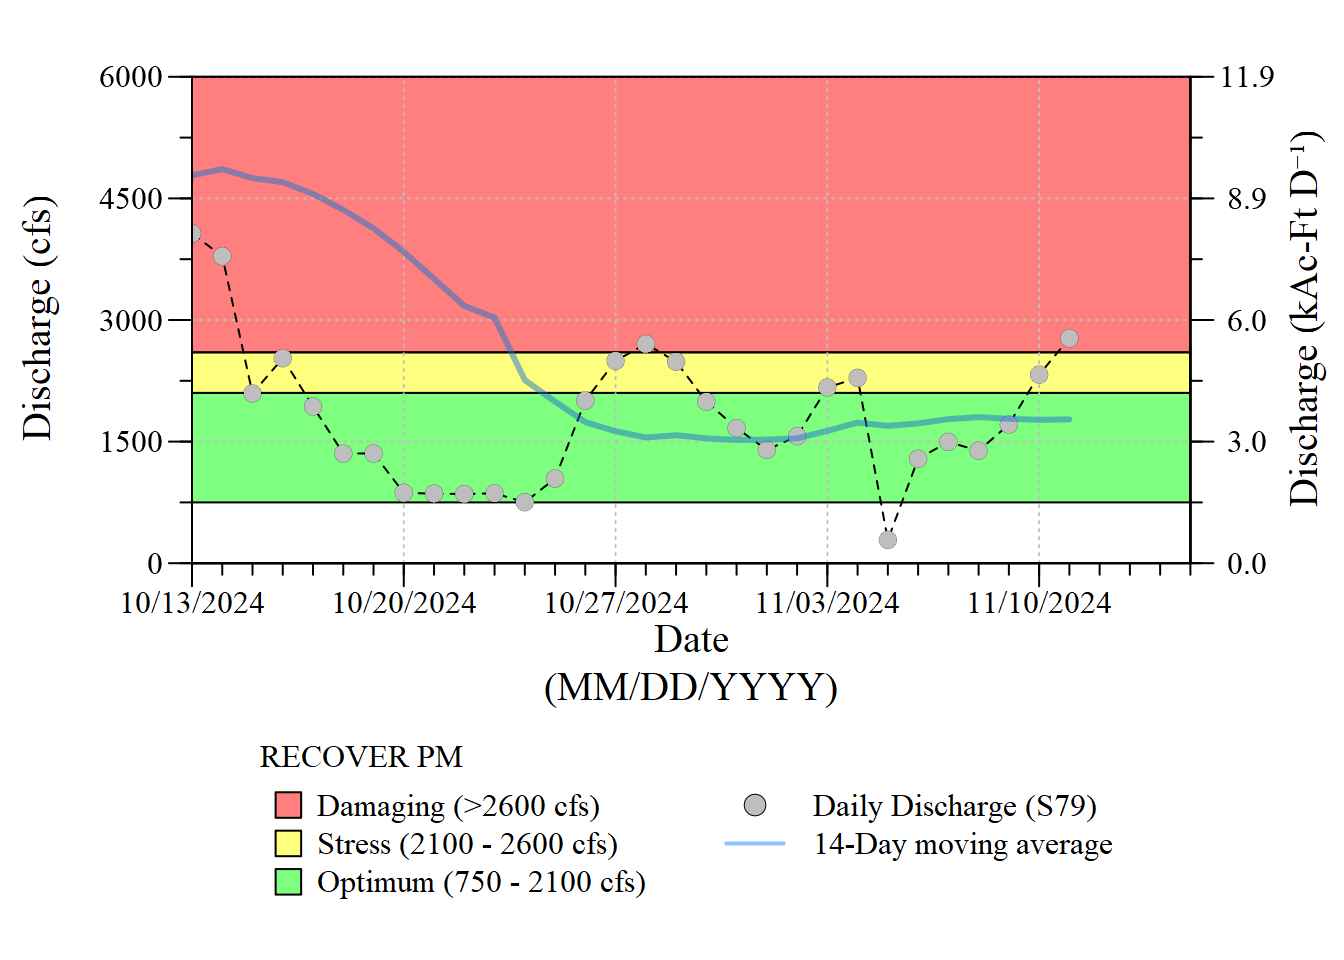 6000
4500
3000
1500
0
Discharge (cfs)
11.9
8.9
6.0
3.0
0.0
Discharge (kAc-Ft D⁻¹)
10/13/2024 10/20/2024 10/27/2024 11/03/2024 11/10/2024
Date
(MM/DD/YYYY)
RECOVER PM
Damaging (>2600 cfs)
Stress (2100 - 2600 cfs)
Optimum (750 - 2100 cfs)
Daily Discharge (S79)
14-Day moving average